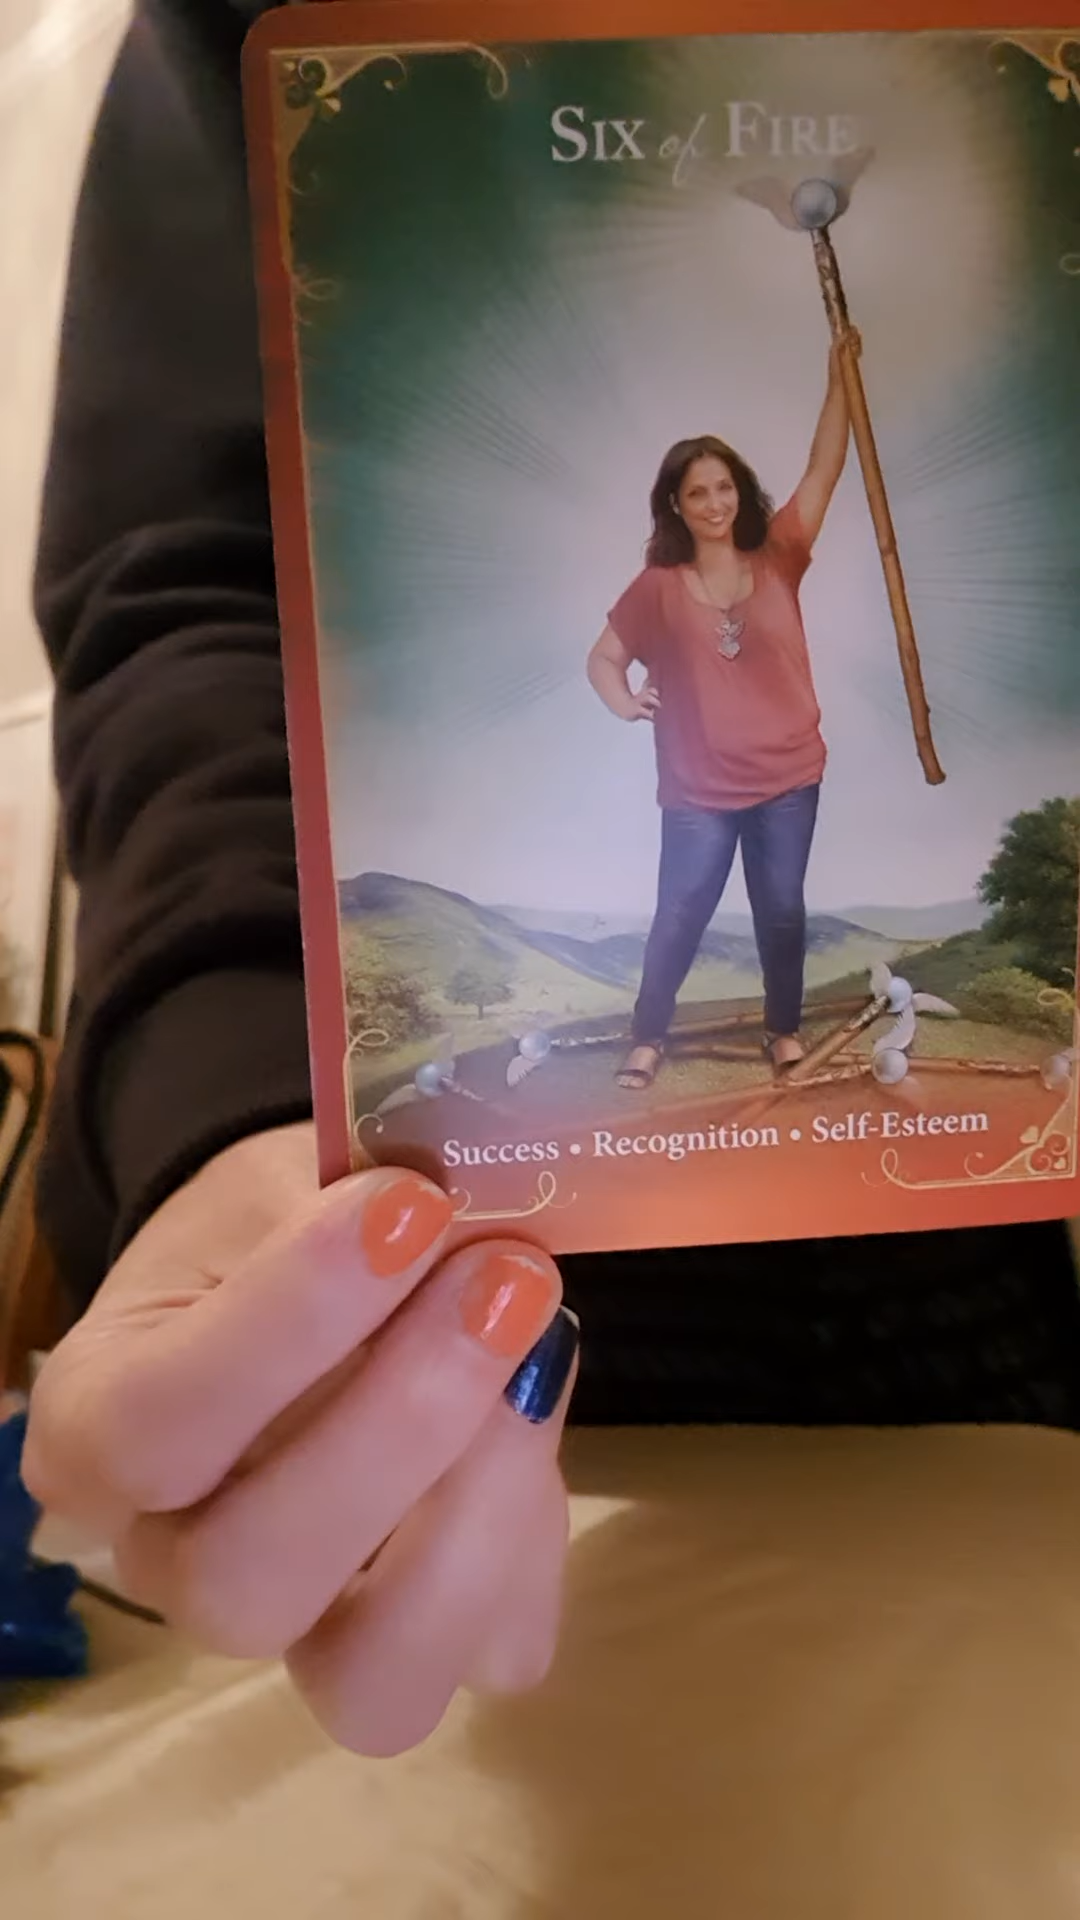 Six of Fire
Success • Recognition • Self-Esteem